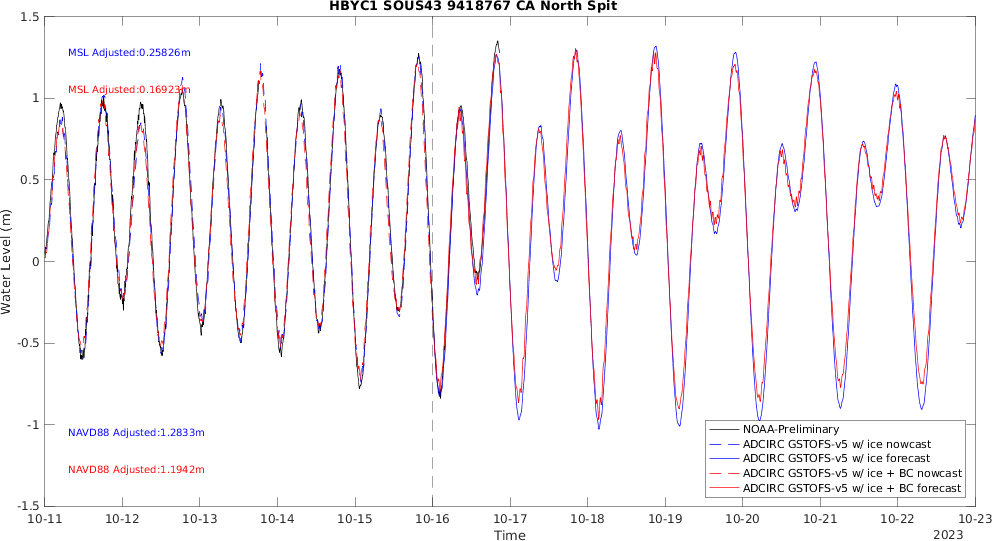 HBYC1 SOUS43 9418767 CA North Spit
1.5
MSL Adjusted:0.25826m
MSL Adjusted:0.16923m
1
0.5
Water Level (m)
0
-0.5
-1
NAVD88 Adjusted:1.2833m
NAVD88 Adjusted:1.1942m
-1.5
NOAA-Preliminary
ADCIRC GSTOFS-v5 w/ ice nowcast
ADCIRC GSTOFS-v5 w/ ice forecast
ADCIRC GSTOFS-v5 w/ ice + BC nowcast
ADCIRC GSTOFS-v5 w/ ice + BC forecast
10-11 10-12 10-13 10-14 10-15 10-16 10-17 10-18 10-19 10-20 10-21 10-22 10-23
Time
2023